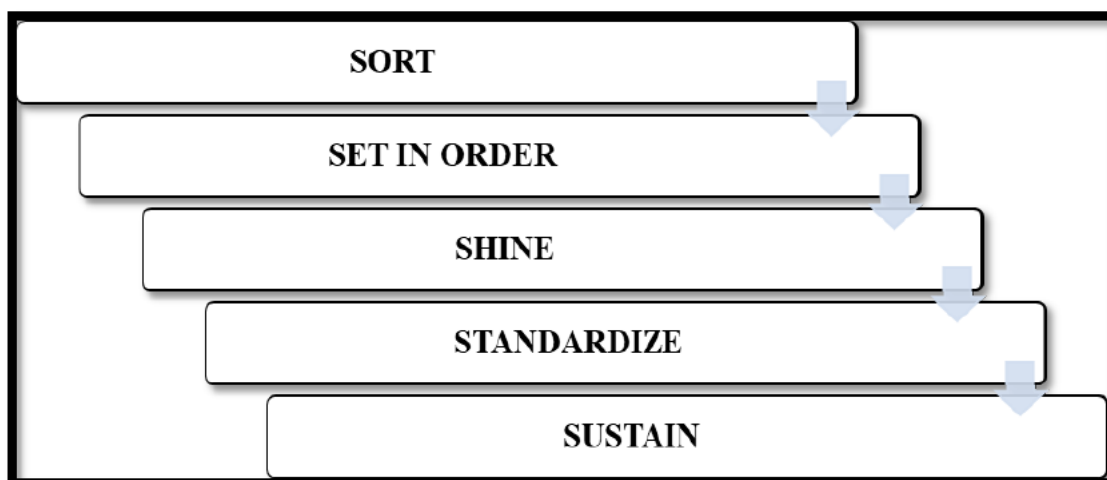 SORT
SET IN ORDER
SHINE
STANDARDIZE
SUSTAIN